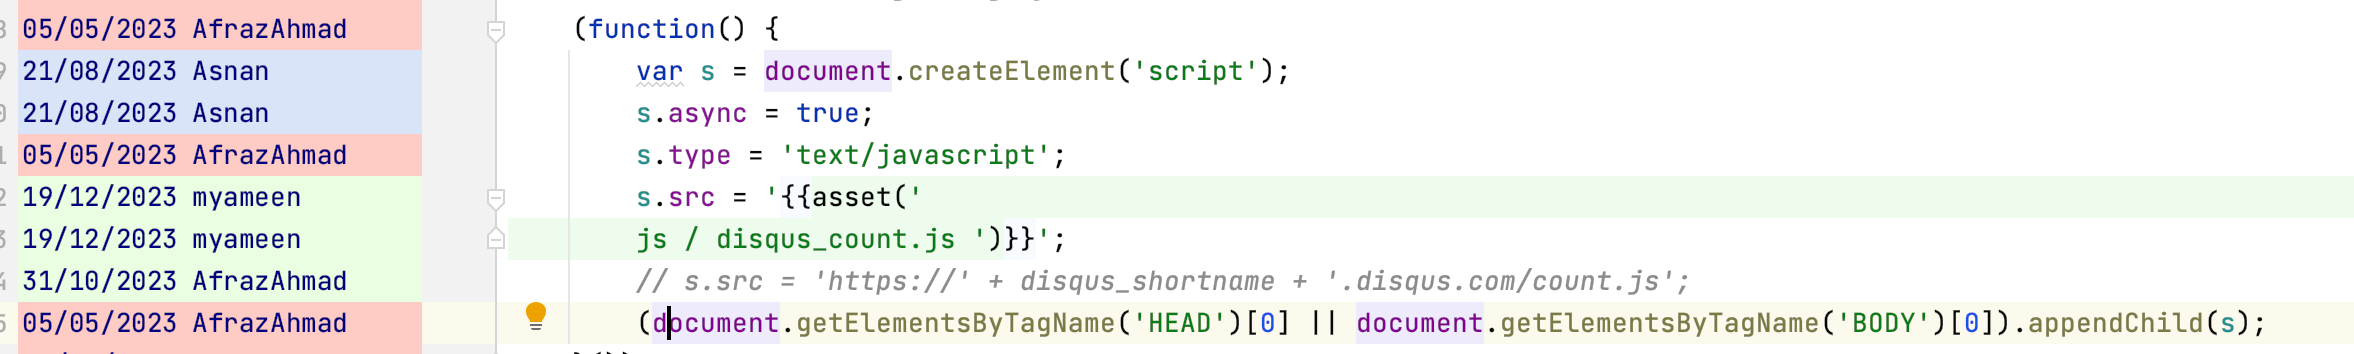 05/05/2023 AfrazAhmad (function() {
21/08/2023 Asnan var s = document.createElement('script');
21/08/2023 Asnan s.async = true;
05/05/2023 AfrazAhmad s.type = 'text/javascript';
19/12/2023 myameen s.src = '{{asset('
19/12/2023 myameen js / disqus_count.js ')}}';
31/10/2023 AfrazAhmad // s.src = 'https://' + disqus_shortname + '.disqus.com/count.js';
05/05/2023 AfrazAhmad (document.getElementsByTagName('HEAD')[0] || document.getElementsByTagName('BODY')[0]).appendChild(s);